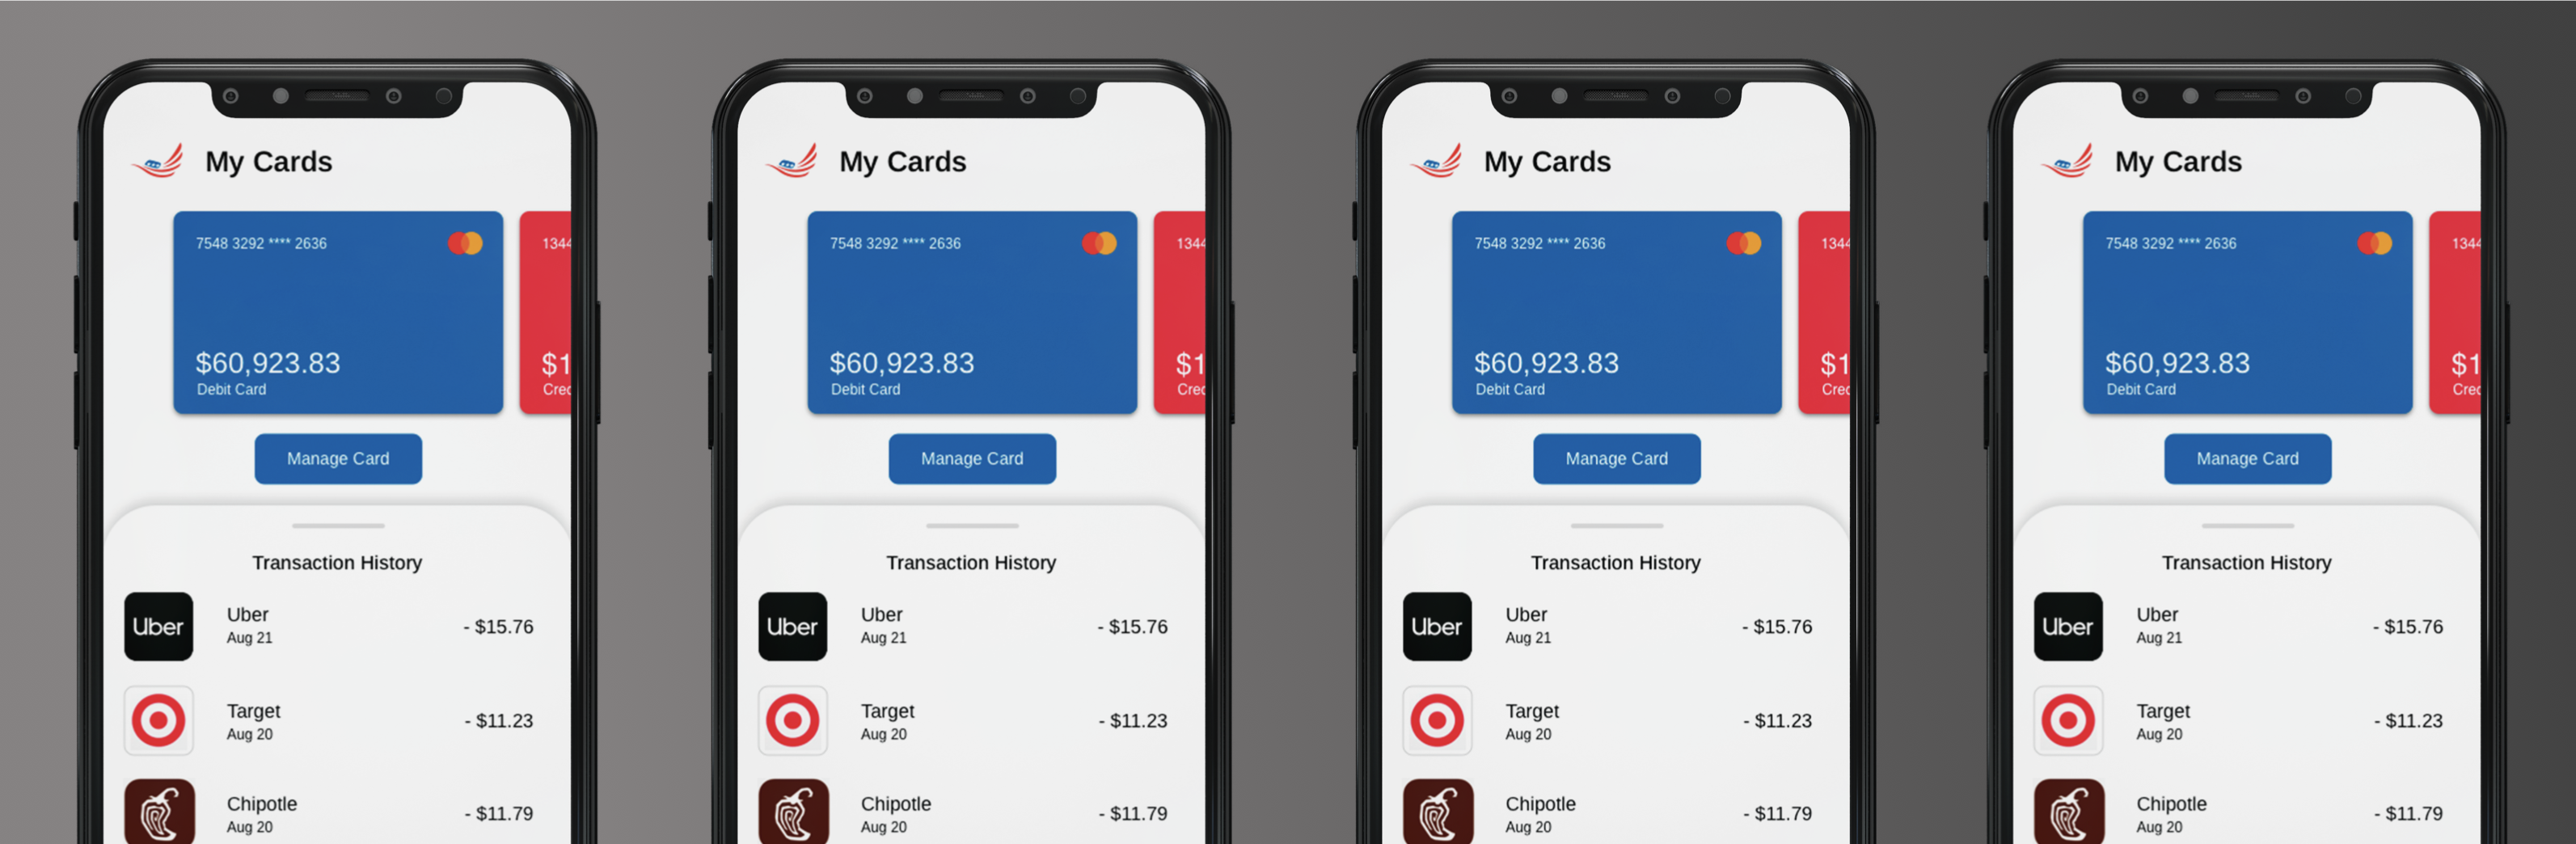 My Cards
7548 3292 **** 2636
1344
$60,923.83
$1
Debit Card
Cred
Manage Card
Transaction History
Uber
Uber
Aug 21
- $15.76
Target
Aug 20
- $11.23
Chipotle
Aug 20
- $11.79
My Cards
7548 3292 **** 2636
1344
$60,923.83
$1
Debit Card
Cred
Manage Card
Transaction History
Uber
Uber
Aug 21
- $15.76
Target
Aug 20
- $11.23
Chipotle
Aug 20
- $11.79
My Cards
7548 3292 **** 2636
1344
$60,923.83
$1
Debit Card
Cred
Manage Card
Transaction History
Uber
Uber
Aug 21
- $15.76
Target
Aug 20
- $11.23
Chipotle
Aug 20
- $11.79
My Cards
7548 3292 **** 2636
1344
$60,923.83
$1
Debit Card
Cred
Manage Card
Transaction History
Uber
Uber
Aug 21
- $15.76
Target
Aug 20
- $11.23
Chipotle
Aug 20
- $11.79